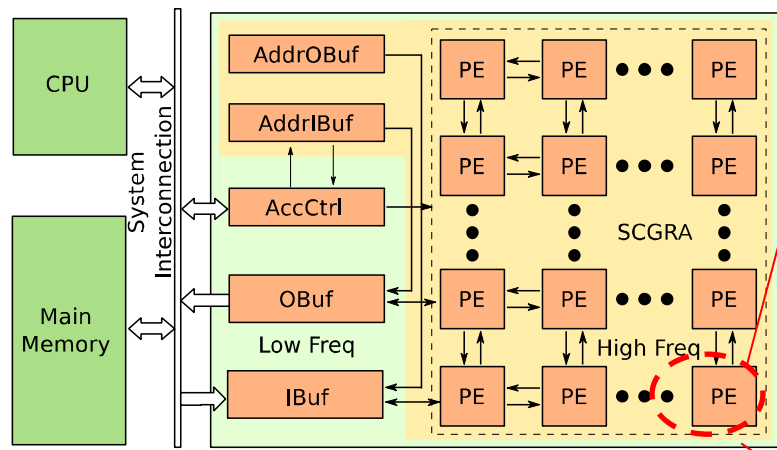 CPU
Main
Memory
System
Interconnection
AddrOBuf
AddrIBuf
AccCtrl
OBuf
Low Freq
IBuf
PE PE PE
PE PE PE
SCGRA
PE PE PE
High Freq
PE PE PE